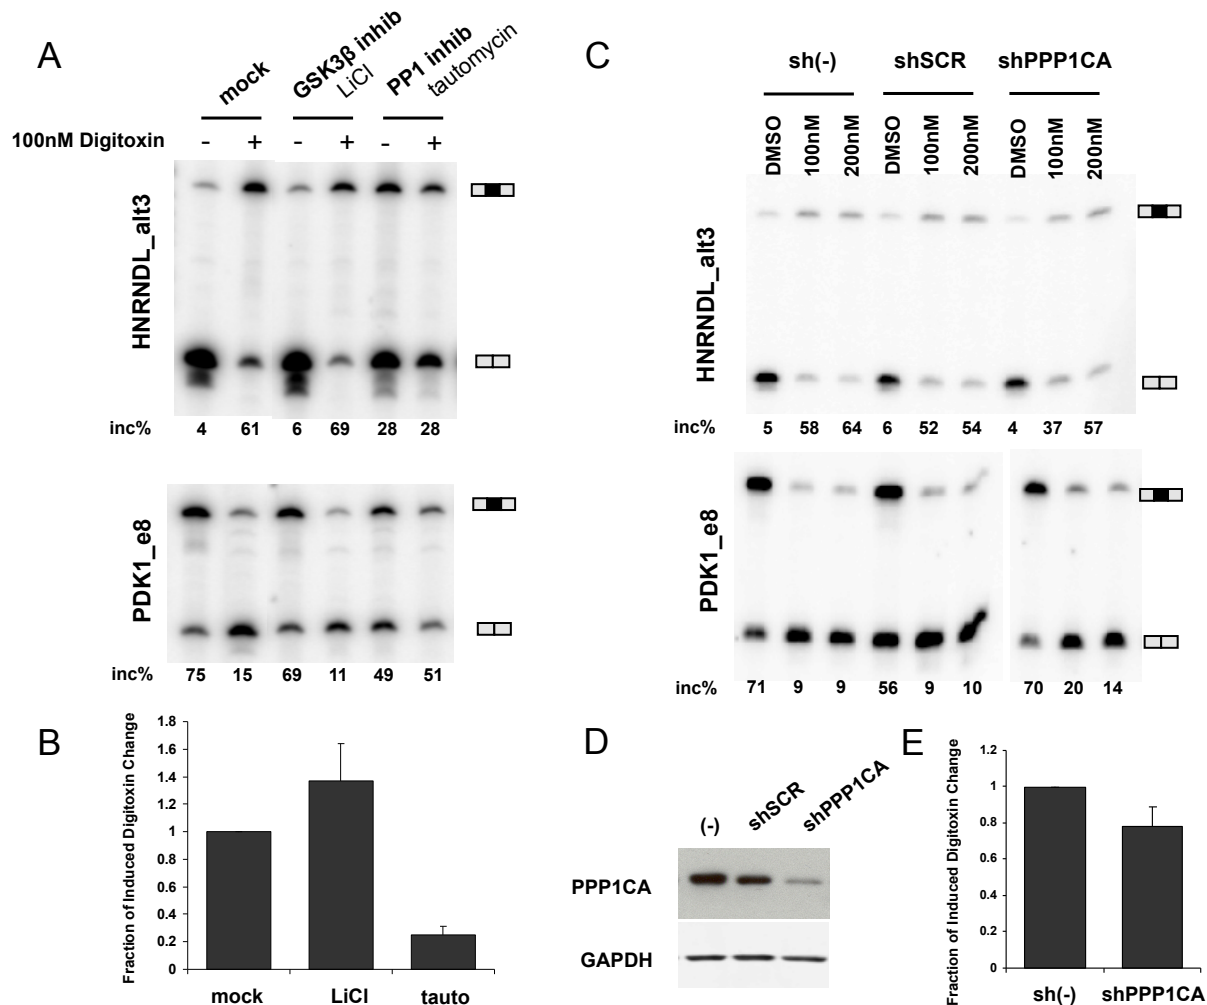 A
mock
GSK3β inhib
LiCl
PP1 inhib
tautomycin
100nM Digitoxin - + - + - +
HNRNDL_alt3
inc% 4 61 6 69 28 28
PDK1_e8
inc% 75 15 69 11 49 51
B
Fraction of Induced Digitoxin Change
1.8
1.6
1.4
1.2
1
0.8
0.6
0.4
0.2
0
mock LiCl tauto
C
sh(-) shSCR shPPP1CA
DMSO 100nM 200nM DMSO 100nM 200nM DMSO 100nM 200nM
HNRNDL_alt3
inc% 5 58 64 6 52 54 4 37 57
PDK1_e8
inc% 71 9 9 56 9 10 70 20 14
D
(-) shSCR shPPP1CA
PPP1CA
GAPDH
E
Fraction of Induced Digitoxin Change
1.2
1
0.8
0.6
0.4
0.2
0
sh(-) shPPP1CA